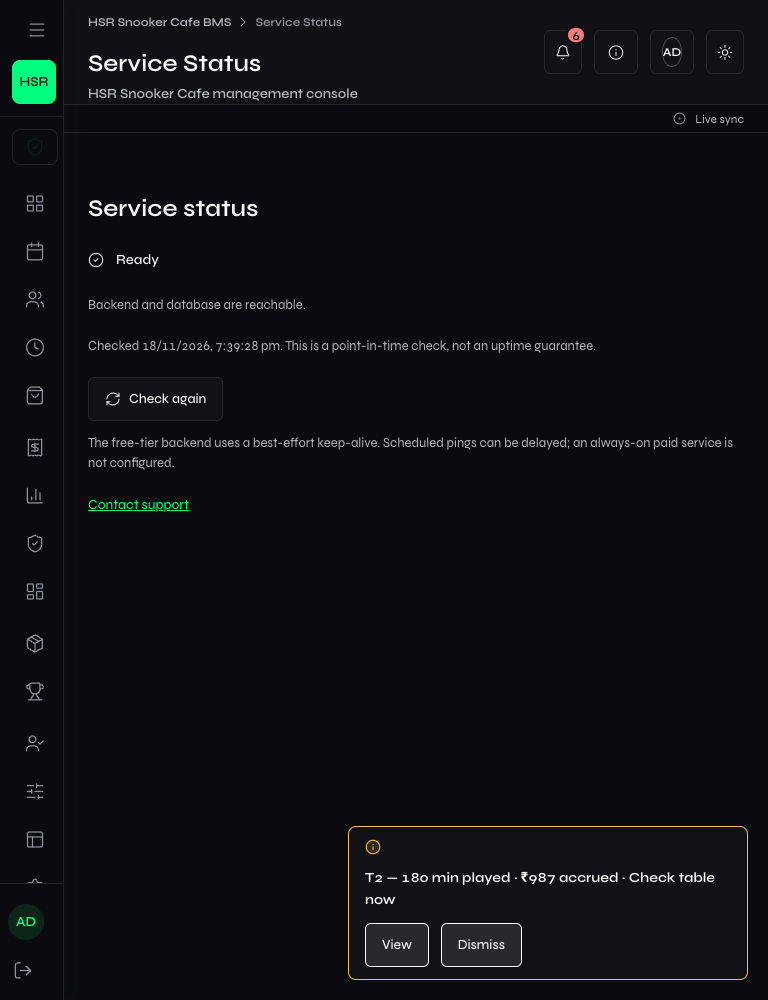 HSR Snooker Cafe BMS > Service Status
6
AD
Service Status
HSR
HSR Snooker Cafe management console
Live sync
Service status
Ready
Backend and database are reachable.
Checked 18/11/2026, 7:39:28 pm. This is a point-in-time check, not an uptime guarantee.
Check again
The free-tier backend uses a best-effort keep-alive. Scheduled pings can be delayed; an always-on paid service is
not configured.
Contact support
T2 — 180 min played · ₹987 accrued · Check table
now
AD
View Dismiss